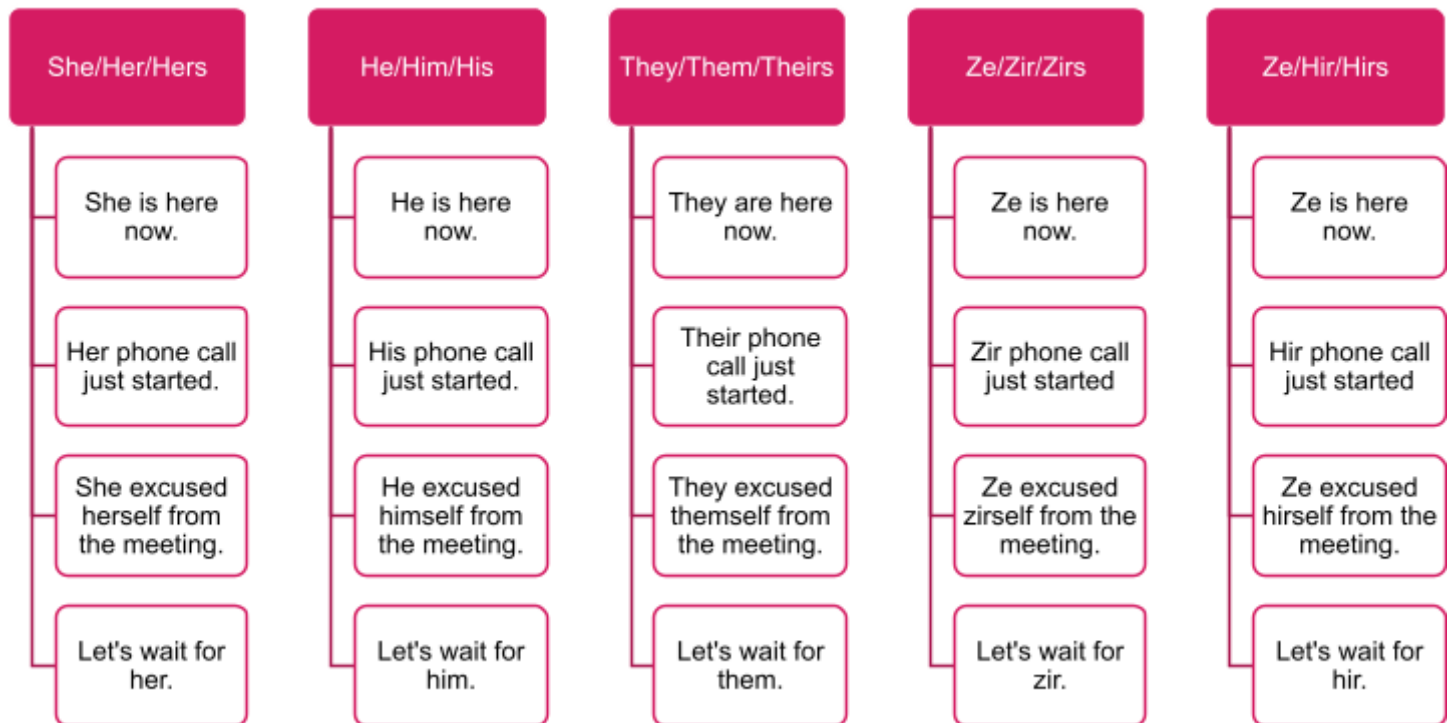 She/Her/Hers
She is here
now.
Her phone call
just started.
She excused
herself from
the meeting.
Let's wait for
her.
He/Him/His
He is here
now.
His phone call
just started.
He excused
himself from
the meeting.
Let's wait for
him.
They/Them/Theirs
They are here
now.
Their phone
call just
started.
They excused
themself from
the meeting.
Let's wait for
them.
Ze/Zir/Zirs
Ze is here
now.
Zir phone call
just started
Ze excused
zirself from the
meeting.
Let's wait for
zir.
Ze/Hir/Hirs
Ze is here
now.
Hir phone call
just started
Ze excused
hirself from the
meeting.
Let's wait for
hir.